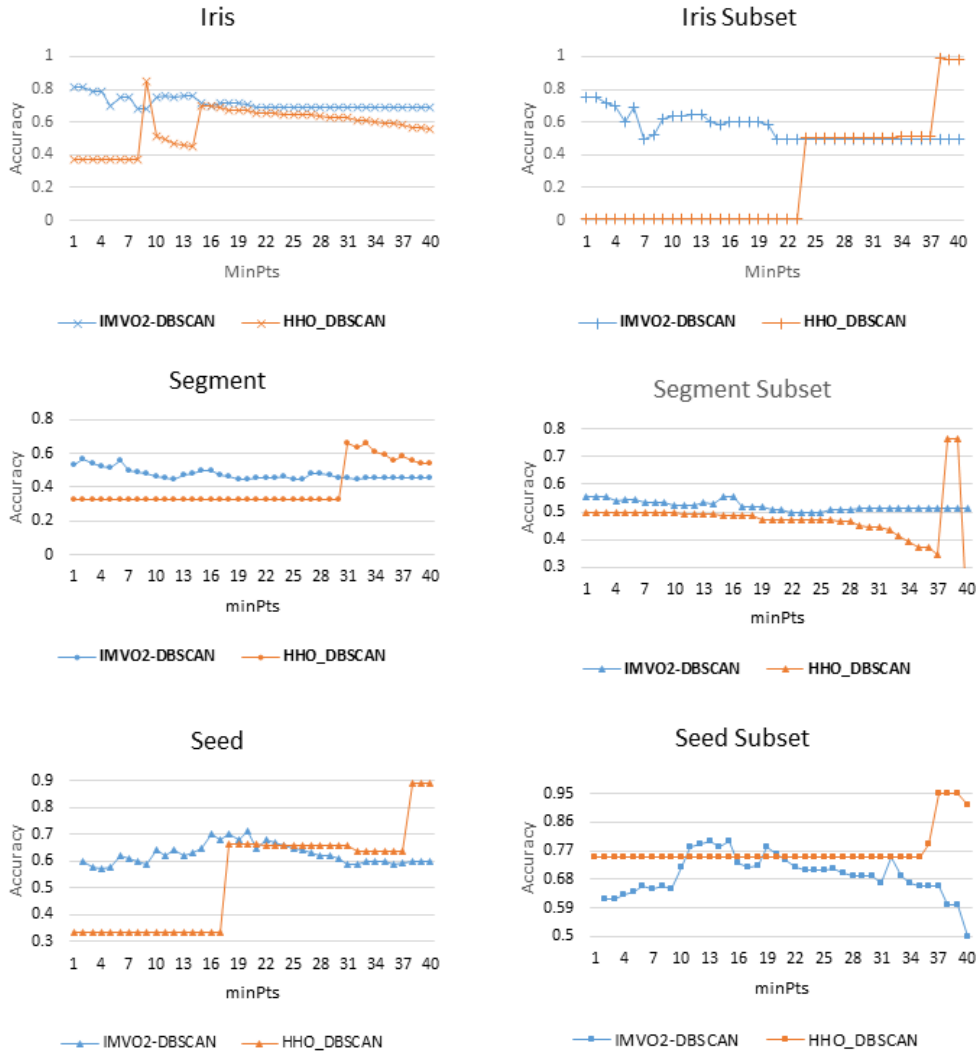 Iris
Accuracy
1
0.8
0.6
0.4
0.2
0
1 4 7 10 13 16 19 22 25 28 31 34 37 40
MinPts
IMVO2-DBSCAN HHO_DBSCAN
Iris Subset
Accuracy
1
0.8
0.6
0.4
0.2
0
1 4 7 10 13 16 19 22 25 28 31 34 37 40
MinPts
IMVO2-DBSCAN HHO_DBSCAN
Segment
Accuracy
0.8
0.6
0.4
0.2
0
1 4 7 10 13 16 19 22 25 28 31 34 37 40
minPts
IMVO2-DBSCAN HHO_DBSCAN
Segment Subset
Accuracy
0.8
0.7
0.6
0.5
0.4
0.3
1 4 7 10 13 16 19 22 25 28 31 34 37 40
minPts
IMVO2-DBSCAN HHO_DBSCAN
Seed
Accuracy
0.9
0.8
0.7
0.6
0.5
0.4
0.3
1 4 7 10 13 16 19 22 25 28 31 34 37 40
minPts
IMVO2-DBSCAN HHO_DBSCAN
Seed Subset
Accuracy
0.95
0.86
0.77
0.68
0.59
0.5
1 4 7 10 13 16 19 22 25 28 31 34 37 40
minPts
IMVO2-DBSCAN HHO_DBSCAN